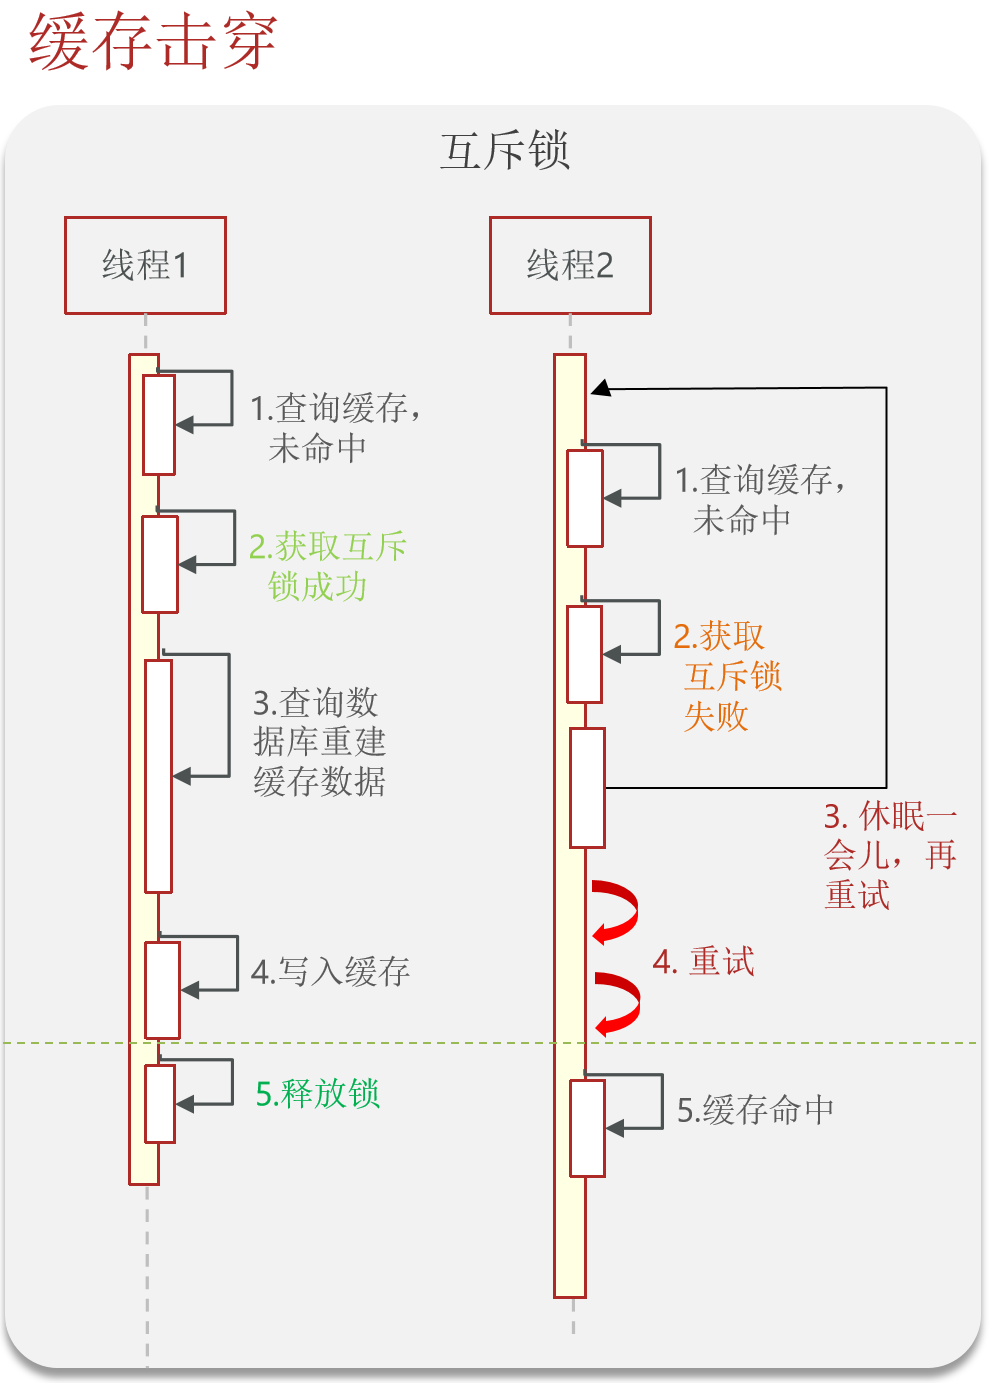 缓存击穿
互斥锁
线程1
线程2
1.查询缓存，
未命中
2.获取互斥
锁成功
3.查询数
据库重建
缓存数据
4.写入缓存
5.释放锁
1.查询缓存，
未命中
2.获取
互斥锁
失败
3. 休眠一
会儿，再
重试
4. 重试
5.缓存命中